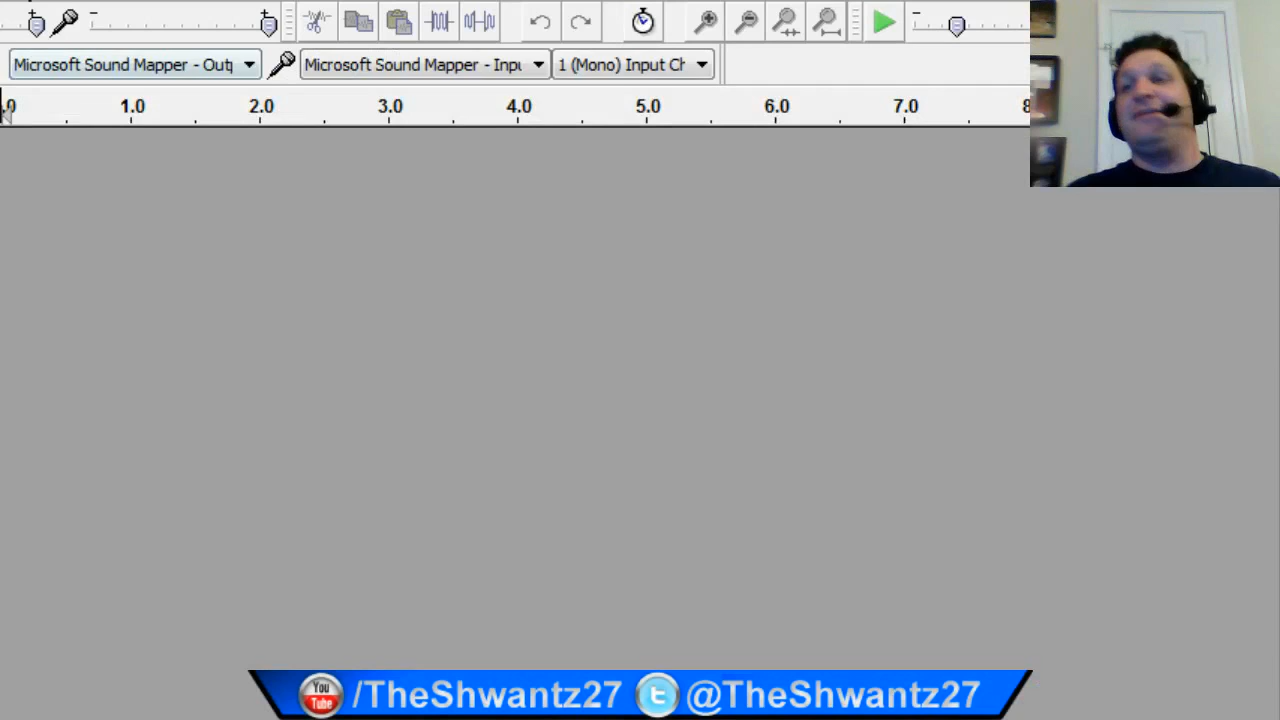 Microsoft Sound Mapper - Outp
Microsoft Sound Mapper - Inpu
1 (Mono) Input Ch
.0 1.0 2.0 3.0 4.0 5.0 6.0 7.0 8
You Tube /TheShwantz27 @TheShwantz27